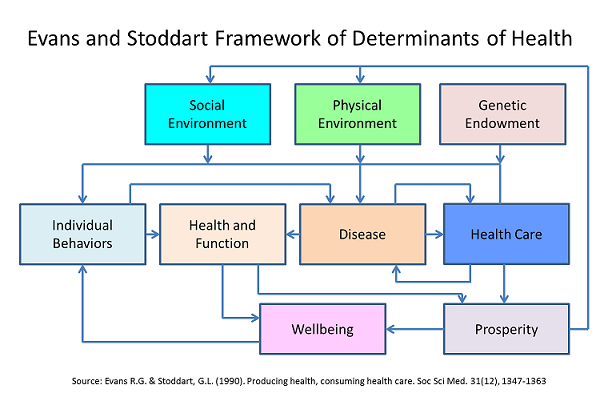 Evans and Stoddart Framework of Determinants of Health
Social
Environment
Physical
Environment
Genetic
Endowment
Individual
Behaviors
Health and
Function
Disease
Health Care
Wellbeing
Prosperity
Source: Evans R.G. & Stoddart, G.L. (1990). Producing health, consuming health care. Soc Sci Med. 31(12), 1347-1363